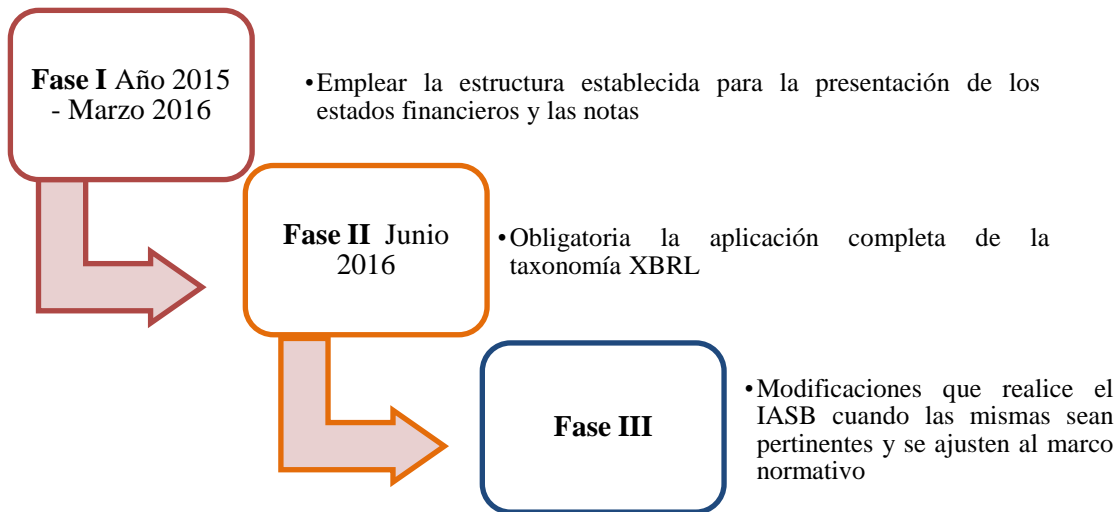 Fase I Año 2015
- Marzo 2016
•Emplear la estructura establecida para la presentación de los
estados financieros y las notas
Fase II Junio
2016
•Obligatoria la aplicación completa de la
taxonomía XBRL
Fase III
•Modificaciones que realice el
IASB cuando las mismas sean
pertinentes y se ajusten al marco
normativo